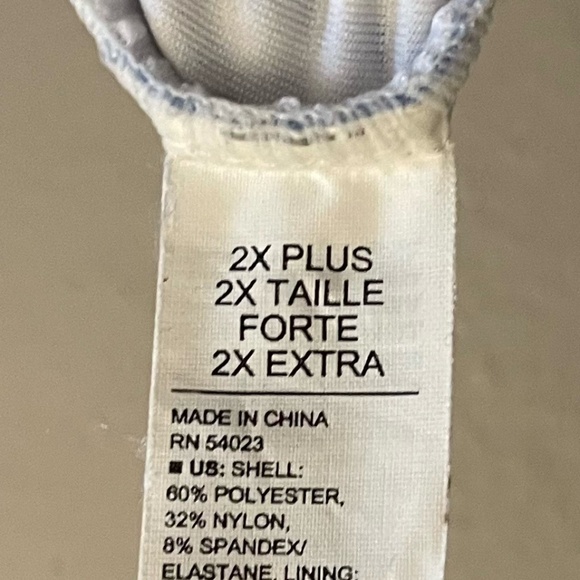 2X PLUS
2X TAILLE
FORTE
2X EXTRA
MADE IN CHINA
RN 54023
■ US: SHELL:
60% POLYESTER,
32% NYLON,
8% SPANDEX/
ELASTANE, LINING: